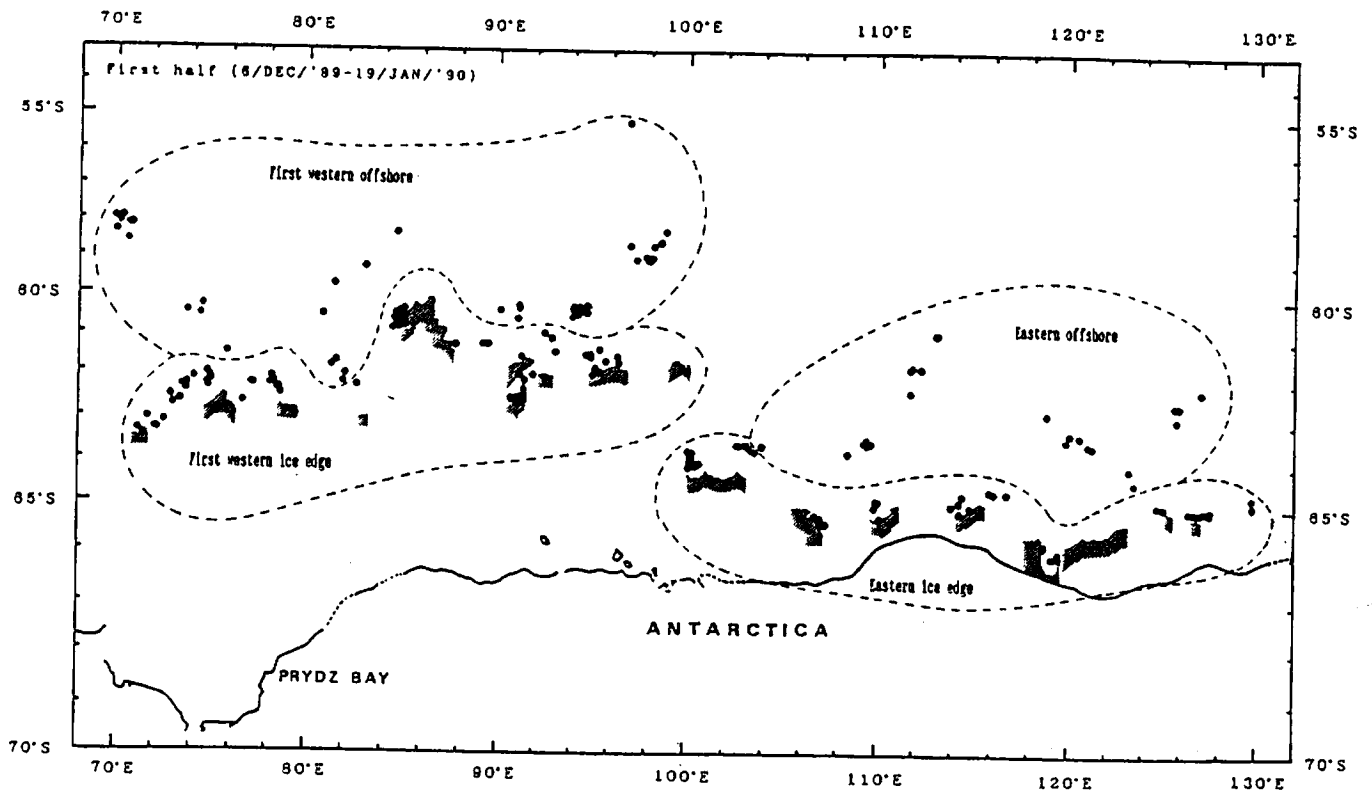 70°E 80°E 90°E 100°E 110°E 120°E 130°E
First half (6/DEC/'89-19/JAN/'90)
55°S 55°S
First western offshore
60°S 60°S
Eastern offshore
First western ice edge
65°S 65°S
Eastern ice edge
ANTARCTICA
PRYDZ BAY
70°S 70°S
70°E 80°E 90°E 100°E 110°E 120°E 130°E